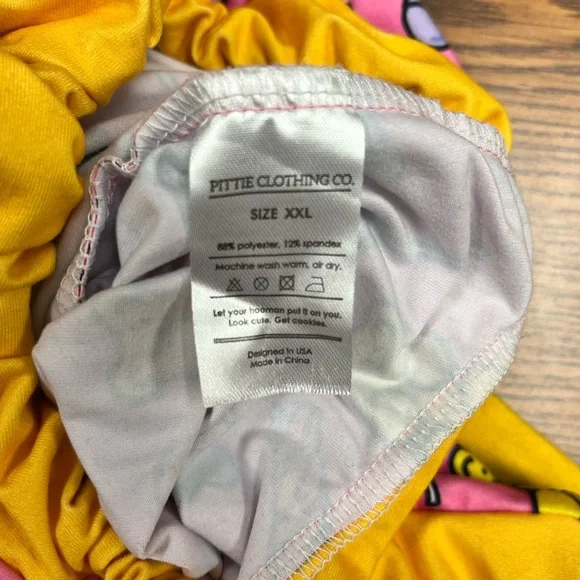 PITTIE CLOTHING CO.
SIZE XXL
88% polyester, 12% spandex
Machine wash warm, air dry.
Let your hooman put it on you.
Look cute. Get cookies.
Designed in USA
Made in China